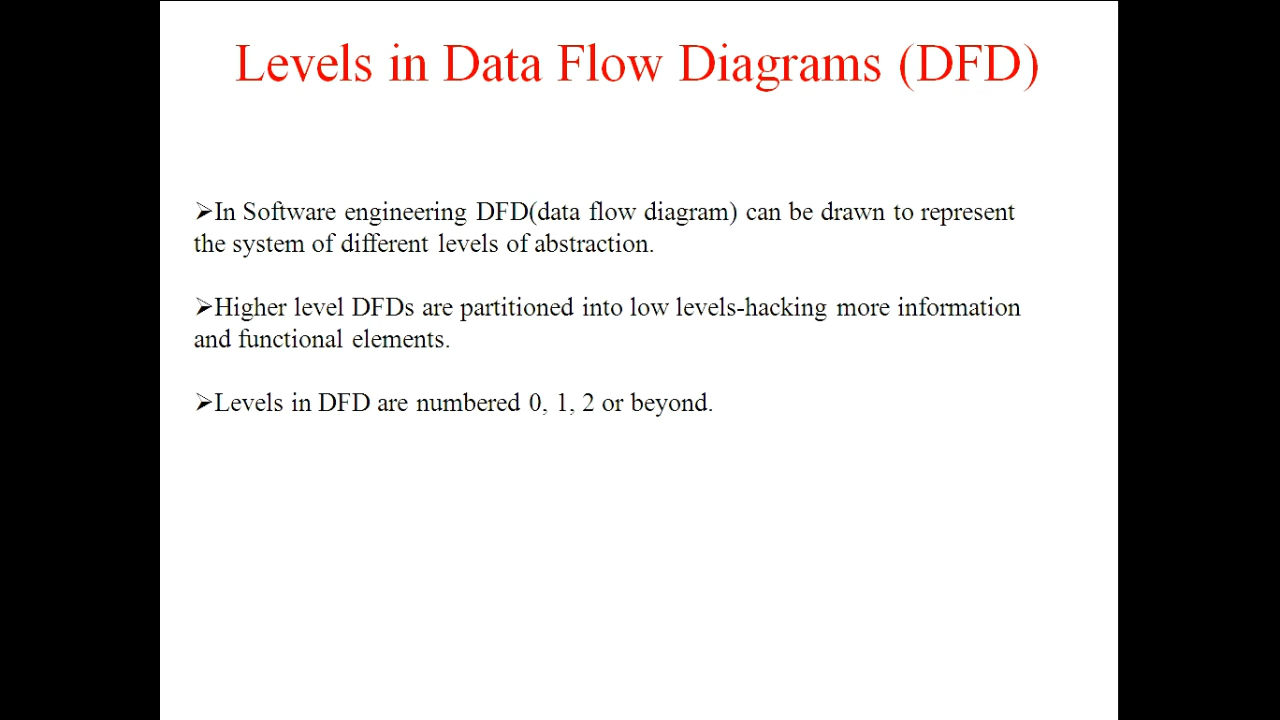 Levels in Data Flow Diagrams (DFD)
➢In Software engineering DFD(data flow diagram) can be drawn to represent
the system of different levels of abstraction.
➢Higher level DFDs are partitioned into low levels-hacking more information
and functional elements.
➢Levels in DFD are numbered 0, 1, 2 or beyond.